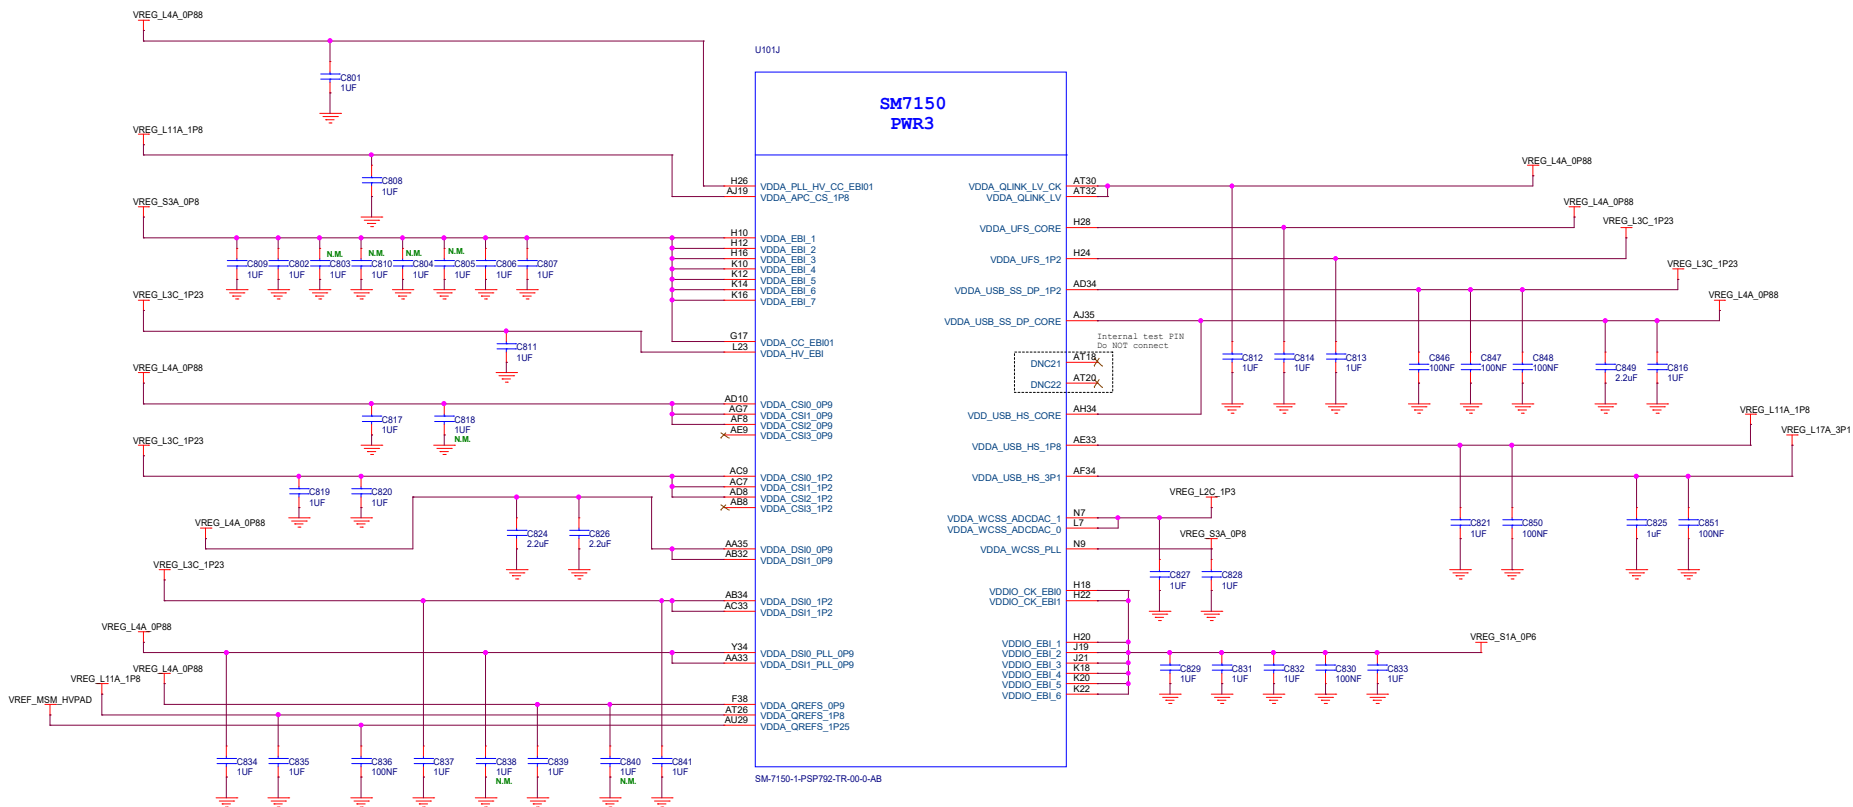 VREG_L4A_0P88
C801
1UF
VREG_L11A_1P8
C808
1UF
VREG_S3A_0P8
C809
1UF
C802
1UF
N.M.
C803
1UF
N.M.
C810
1UF
N.M.
C804
1UF
N.M.
C805
1UF
C806
1UF
C807
1UF
VREG_L3C_1P23
C811
1UF
VREG_L4A_0P88
C817
1UF
C818
1UF
N.M.
VREG_L3C_1P23
C819
1UF
C820
1UF
VREG_L4A_0P88
C824
2.2uF
C826
2.2uF
VREG_L3C_1P23
VREG_L4A_0P88
VREG_L4A_0P88
VREG_L11A_1P8
VREF_MSM_HVPAD
C834
1UF
C835
1UF
C836
100NF
C837
1UF
C838
1UF
N.M.
C839
1UF
C840
1UF
N.M.
C841
1UF
U101J
SM7150
PWR3
H26 VDDA_PLL_HV_CC_EBI01
AJ19 VDDA_APC_CS_1P8
H10 VDDA_EBI_1
H12 VDDA_EBI_2
H16 VDDA_EBI_3
K10 VDDA_EBI_4
K12 VDDA_EBI_5
K14 VDDA_EBI_6
K16 VDDA_EBI_7
G17 VDDA_CC_EBI01
L23 VDDA_HV_EBI
AD10 VDDA_CSI0_0P9
AG7 VDDA_CSI1_0P9
AF8 VDDA_CSI2_0P9
AE9 VDDA_CSI3_0P9
AC9 VDDA_CSI0_1P2
AC7 VDDA_CSI1_1P2
AD8 VDDA_CSI2_1P2
AB8 VDDA_CSI3_1P2
AA35 VDDA_DSI0_0P9
AB32 VDDA_DSI1_0P9
AB34 VDDA_DSI0_1P2
AC33 VDDA_DSI1_1P2
Y34 VDDA_DSI0_PLL_0P9
AA33 VDDA_DSI1_PLL_0P9
F38 VDDA_QREFS_0P9
AT26 VDDA_QREFS_1P8
AU29 VDDA_QREFS_1P25
SM-7150-1-PSP792-TR-00-0-AB
VDDA_QLINK_LV_CK AT30
VDDA_QLINK_LV AT32
VDDA_UFS_CORE H28
VDDA_UFS_1P2 H24
VDDA_USB_SS_DP_1P2 AD34
VDDA_USB_SS_DP_CORE AJ35
Internal test PIN
Do NOT connect
DNC21 AT18
DNC22 AT20
VDD_USB_HS_CORE AH34
VDDA_USB_HS_1P8 AE33
VDDA_USB_HS_3P1 AF34
VDDA_WCSS_ADCDAC_1 N7
VDDA_WCSS_ADCDAC_0 L7
VDDA_WCSS_PLL N9
VDDIO_CK_EBI0 H18
VDDIO_CK_EBI1 H22
VDDIO_EBI_1 H20
VDDIO_EBI_2 J19
VDDIO_EBI_3 J21
VDDIO_EBI_4 K18
VDDIO_EBI_5 K20
VDDIO_EBI_6 K22
VREG_L4A_0P88
VREG_L4A_0P88
VREG_L3C_1P23
VREG_L3C_1P23
VREG_L4A_0P88
C812
1UF
C814
1UF
C813
1UF
C846
100NF
C847
100NF
C848
100NF
C849
2.2uF
C816
1UF
VREG_L11A_1P8
VREG_L17A_3P1
C821
1UF
C850
100NF
C825
1uF
C851
100NF
VREG_L2C_1P3
VREG_S3A_0P8
C827
1UF
C828
1UF
VREG_S1A_0P6
C829
1UF
C831
1UF
C832
1UF
C830
100NF
C833
1UF